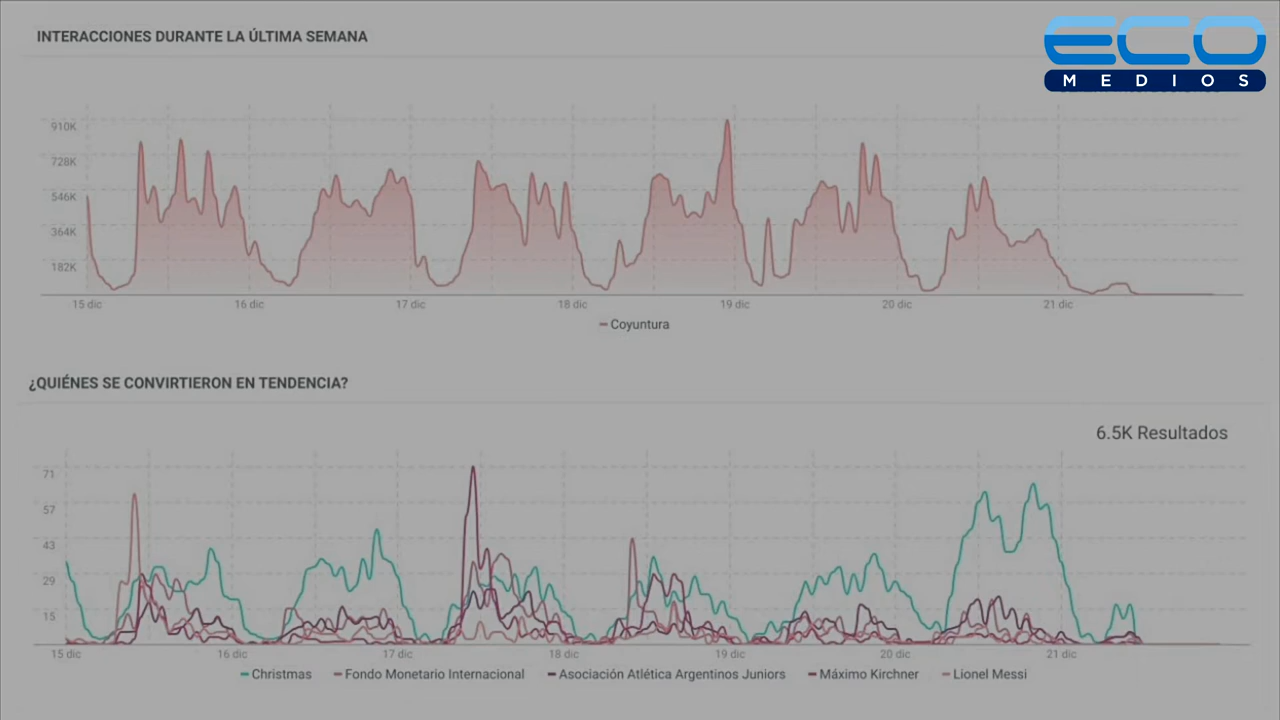 INTERACCIONES DURANTE LA ÚLTIMA SEMANA
ECO
MEDIOS
910K
728K
546K
364K
182K
15 dic
16 dic
17 dic
18 dic
19 dic
20 dic
21 dic
Coyuntura
¿QUIÉNES SE CONVIRTIERON EN TENDENCIA?
6.5K Resultados
71
57
43
29
15
15 dic
16 dic
17 dic
18 dic
19 dic
20 dic
21 dic
Christmas
Fondo Monetario Internacional
Asociación Atlética Argentinos Juniors
Máximo Kirchner
Lionel Messi